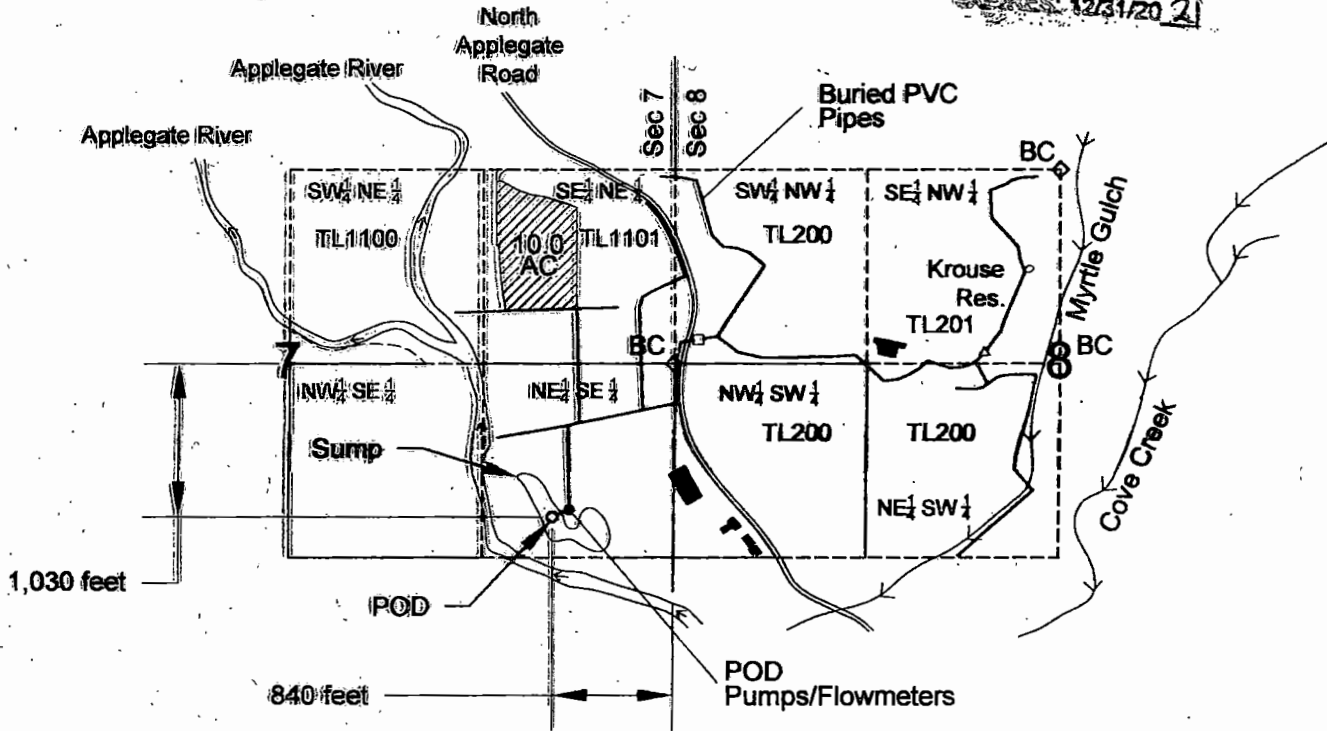 12/31/20 21
North
Applegate
Road
Applegate River
Applegate River
Sec 7
Sec 8
Buried PVC
Pipes
BC
SW¼ NE¼
SE¼ NE¼
SW¼ NW¼
SE¼ NW¼
TL1100
10.0
AC
TL1101
TL200
Krouse
Res.
TL201
Myrtle Gulch
7
BC
8
BC
NW¼ SE¼
NE¼ SE¼
NW¼ SW¼
TL200
TL200
Sump
NE¼ SW¼
Cove Creek
1,030 feet
POD
840 feet
POD
Pumps/Flowmeters